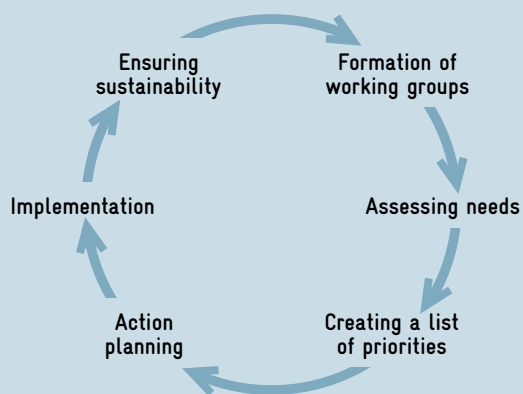 Ensuring
sustainability
Formation of
working groups
Assessing needs
Creating a list
of priorities
Action
planning
Implementation